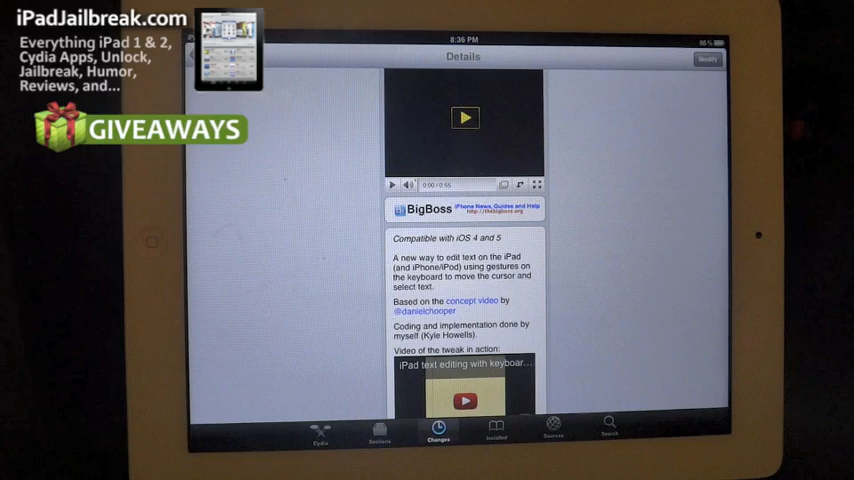 iPadJailbreak.com
Everything iPad 1 & 2,
Cydia Apps, Unlock,
Jailbreak, Humor,
Reviews, and...
GIVEAWAYS
8:36 PM
95%
Details
Modify
0:00 / 0:55
BigBoss
iPhone News, Guides and Help
http://thebigboss.org
Compatible with iOS 4 and 5
A new way to edit text on the iPad
(and iPhone/iPod) using gestures on
the keyboard to move the cursor and
select text.
Based on the concept video by
@danielchooper
Coding and implementation done by
myself (Kyle Howells).
Video of the tweak in action:
iPad text editing with keyboar...
Cydia
Sections
Changes
Installed
Sources
Search